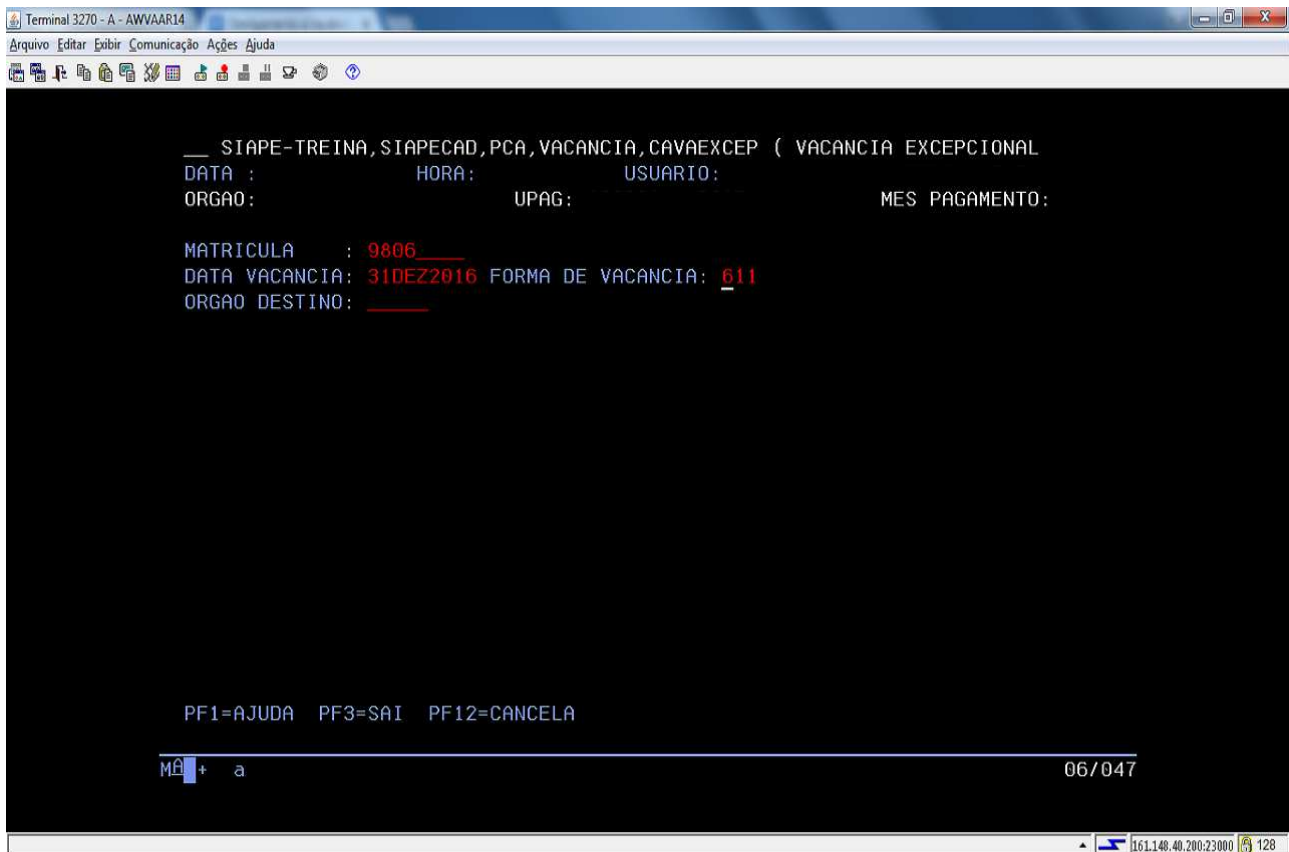 Terminal 3270 - A - AWVAAR14
Arquivo Editar Exibir Comunicação Ações Ajuda
__ SIAPE-TREINA,SIAPECAD,PCA,VACANCIA,CAVAEXCEP ( VACANCIA EXCEPCIONAL
DATA : HORA: USUARIO:
ORGAO: UPAG: MES PAGAMENTO:
MATRICULA : 9806____
DATA VACANCIA: 31DEZ2016 FORMA DE VACANCIA: 611
ORGAO DESTINO: _____
PF1=AJUDA PF3=SAI PF12=CANCELA
MA + a 06/047
161.148.40.200:23000 128